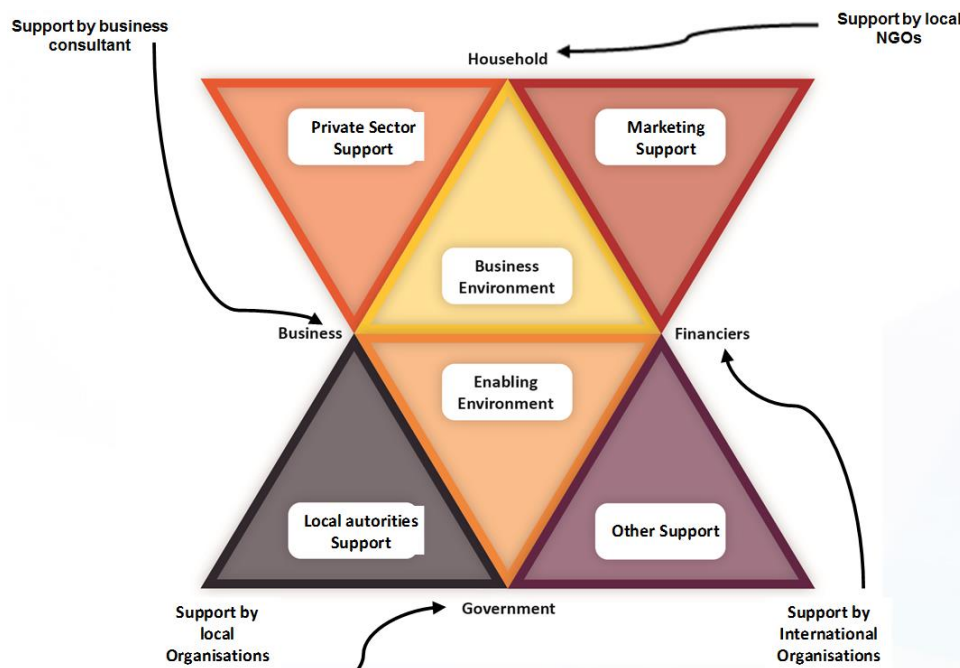 Support by business
consultant
Support by local
NGOs
Household
Private Sector
Support
Marketing
Support
Business
Environment
Business
Financiers
Enabling
Environment
Local autorities
Support
Other Support
Support by
local
Organisations
Government
Support by
International
Organisations